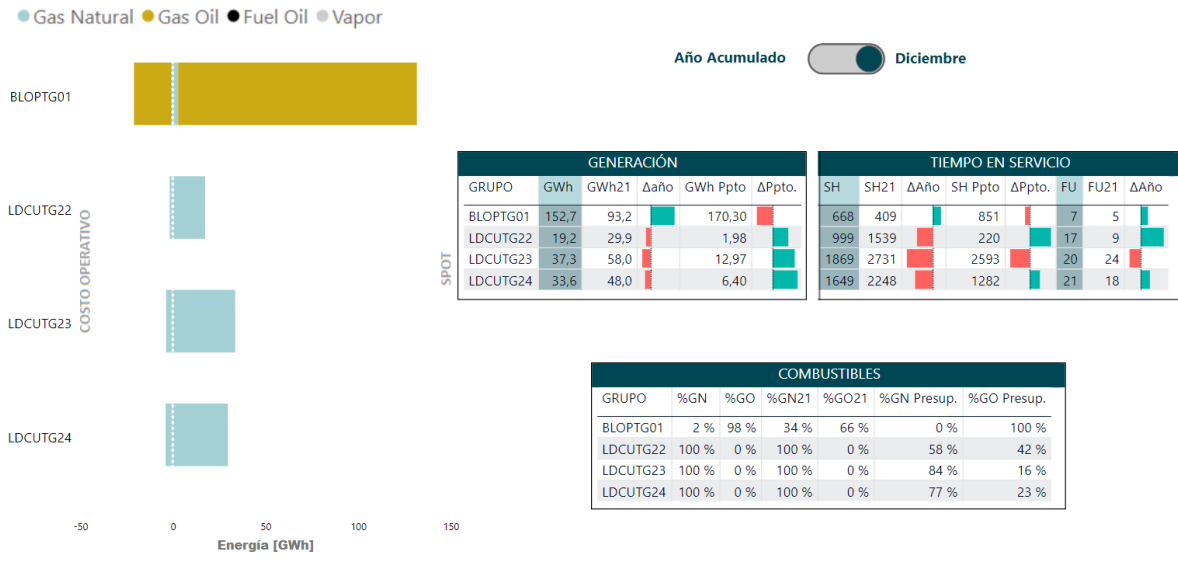 Gas Natural Gas Oil Fuel Oil Vapor
Año Acumulado Diciembre
BLOPTG01
LDCUTG22
LDCUTG23
LDCUTG24
COSTO OPERATIVO
SPOT
-50 0 50 100 150
Energía [GWh]
GENERACIÓN
GRUPO GWh GWh21 Δaño GWh Ppto ΔPpto.
BLOPTG01 152,7 93,2 170,30
LDCUTG22 19,2 29,9 1,98
LDCUTG23 37,3 58,0 12,97
LDCUTG24 33,6 48,0 6,40
TIEMPO EN SERVICIO
SH SH21 ΔAño SH Ppto ΔPpto. FU FU21 ΔAño
668 409 851 7 5
999 1539 220 17 9
1869 2731 2593 20 24
1649 2248 1282 21 18
COMBUSTIBLES
GRUPO %GN %GO %GN21 %GO21 %GN Presup. %GO Presup.
BLOPTG01 2 % 98 % 34 % 66 % 0 % 100 %
LDCUTG22 100 % 0 % 100 % 0 % 58 % 42 %
LDCUTG23 100 % 0 % 100 % 0 % 84 % 16 %
LDCUTG24 100 % 0 % 100 % 0 % 77 % 23 %